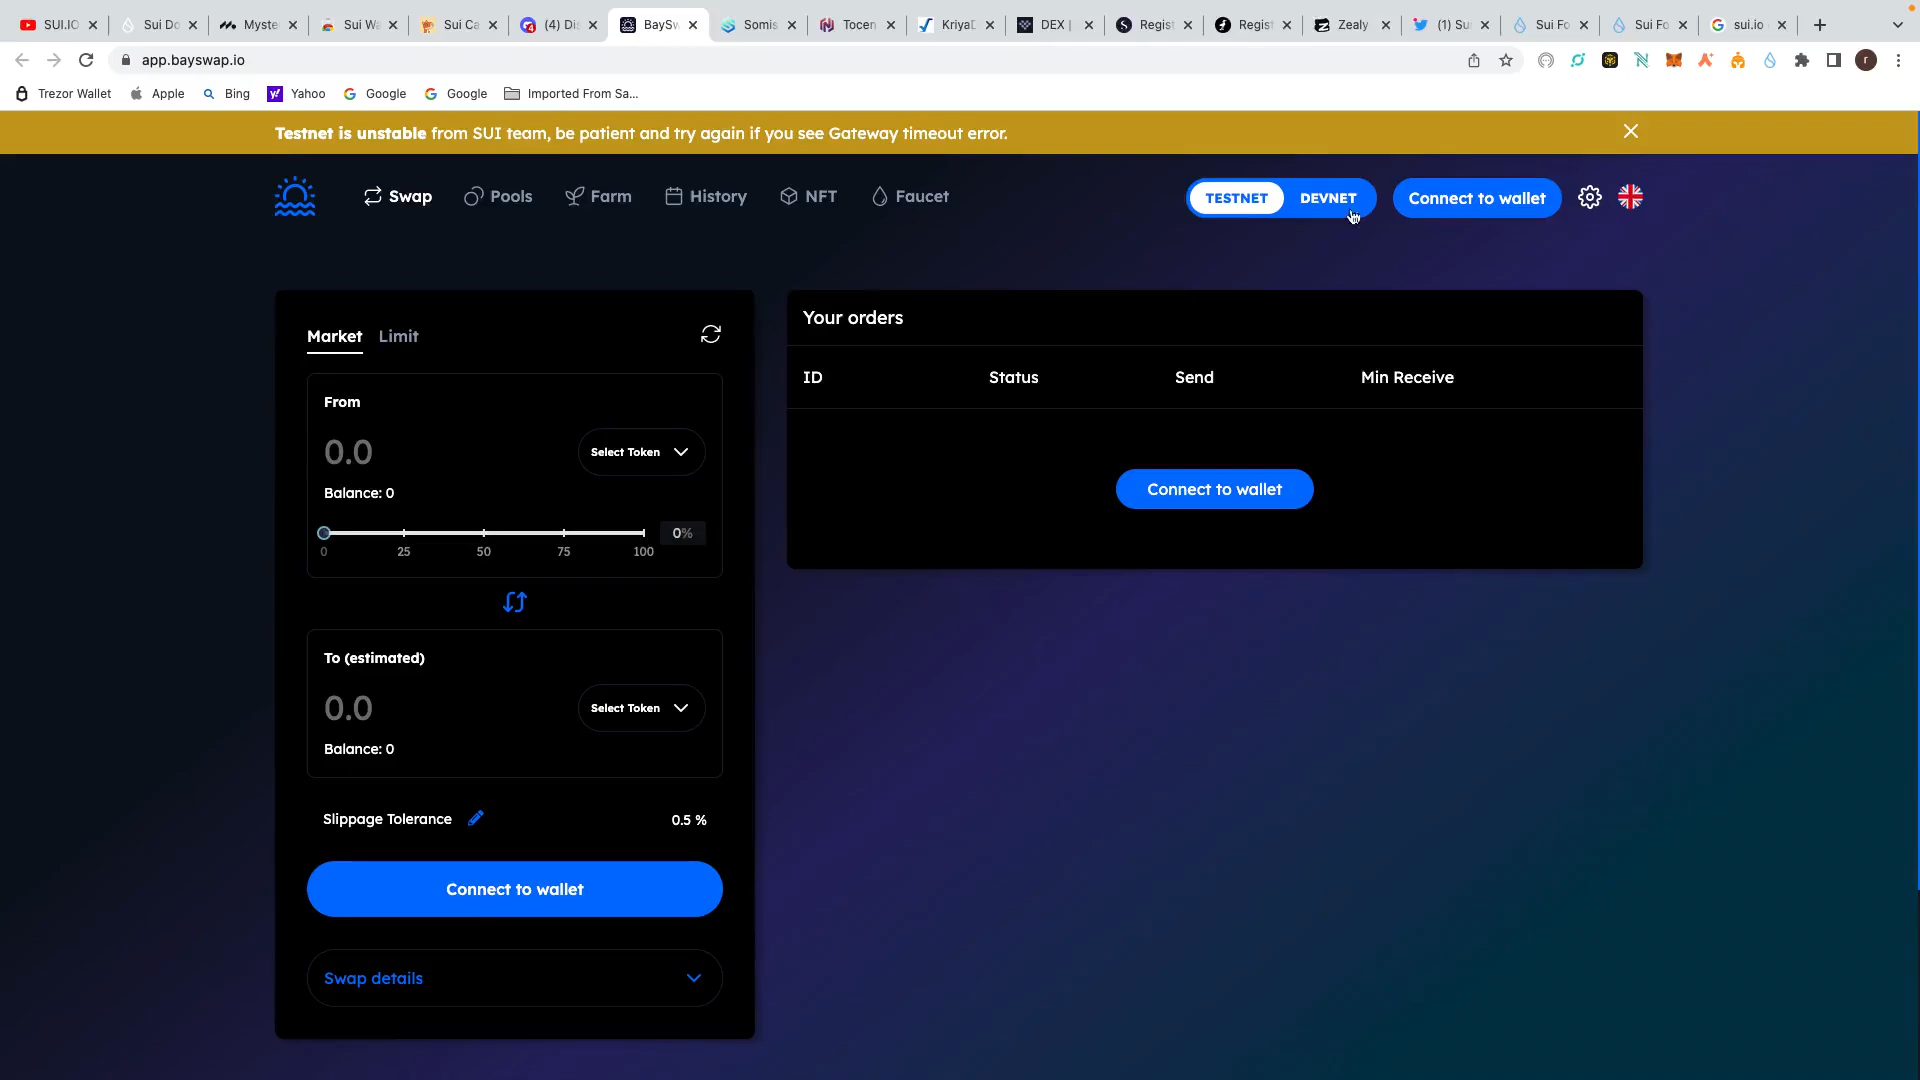 SUI.IO
Sui Do
Myste
Sui Wa
Sui Ca
(4) Dis
BaySw
Somis
Tocen
KriyaD
DEX |
Regist
Regist
Zealy
(1) Su
Sui Fo
Sui Fo
sui.io
app.bayswap.io
r
Trezor Wallet
Apple
Bing
Yahoo
Google
Google
Imported From Sa...
Testnet is unstable from SUI team, be patient and try again if you see Gateway timeout error.
Swap
Pools
Farm
History
NFT
Faucet
TESTNET
DEVNET
Connect to wallet
Market
Limit
From
0.0
Select Token
Balance: 0
0%
0
25
50
75
100
To (estimated)
0.0
Select Token
Balance: 0
Slippage Tolerance
0.5 %
Connect to wallet
Swap details
Your orders
ID
Status
Send
Min Receive
Connect to wallet